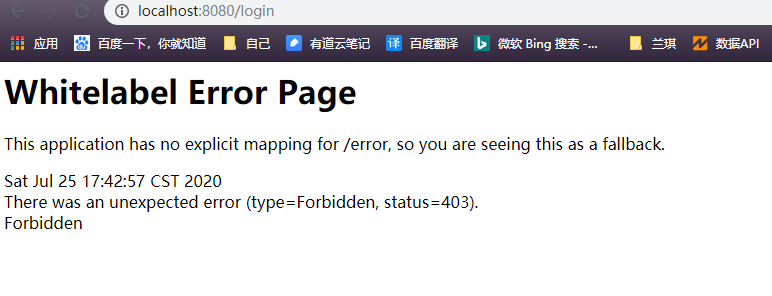 localhost:8080/login
应用 百度一下，你就知道 自己 有道云笔记 译 百度翻译 微软 Bing 搜索 -... 兰琪 数据API
Whitelabel Error Page
This application has no explicit mapping for /error, so you are seeing this as a fallback.
Sat Jul 25 17:42:57 CST 2020
There was an unexpected error (type=Forbidden, status=403).
Forbidden